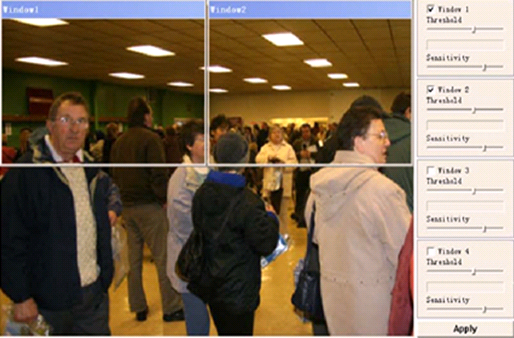 Window1
Window2
Window 1
Threshold
Sensitivity
Window 2
Threshold
Sensitivity
Window 3
Threshold
Sensitivity
Window 4
Threshold
Sensitivity
Apply